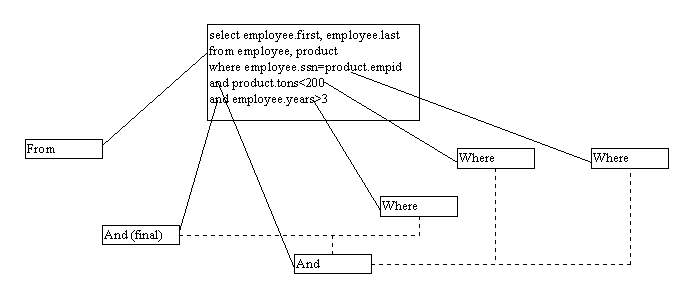 select employee.first, employee.last
from employee, product
where employee.ssn=product.empid
and product.tons<200
and employee.years>3
From
Where
Where
Where
And (final)
And